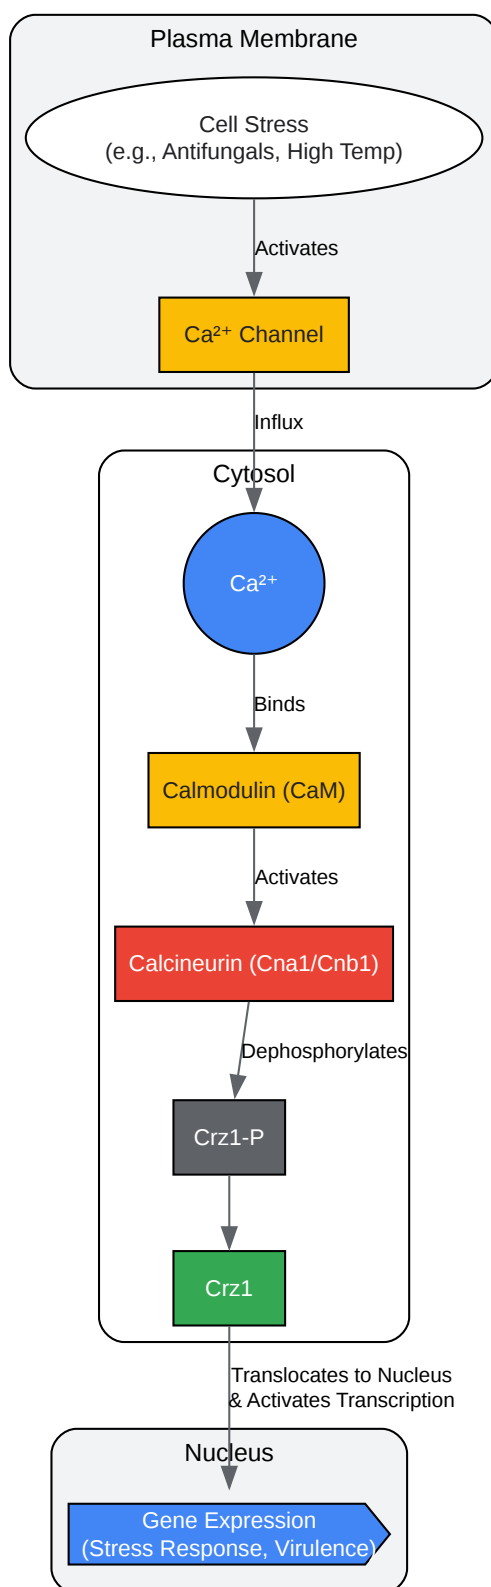 Plasma Membrane
Cell Stress
(e.g., Antifungals, High Temp)
Activates
Ca²⁺ Channel
Influx
Cytosol
Ca²⁺
Binds
Calmodulin (CaM)
Activates
Calcineurin (Cna1/Cnb1)
Dephosphorylates
Crz1-P
Crz1
Translocates to Nucleus
& Activates Transcription
Nucleus
Gene Expression
(Stress Response, Virulence)